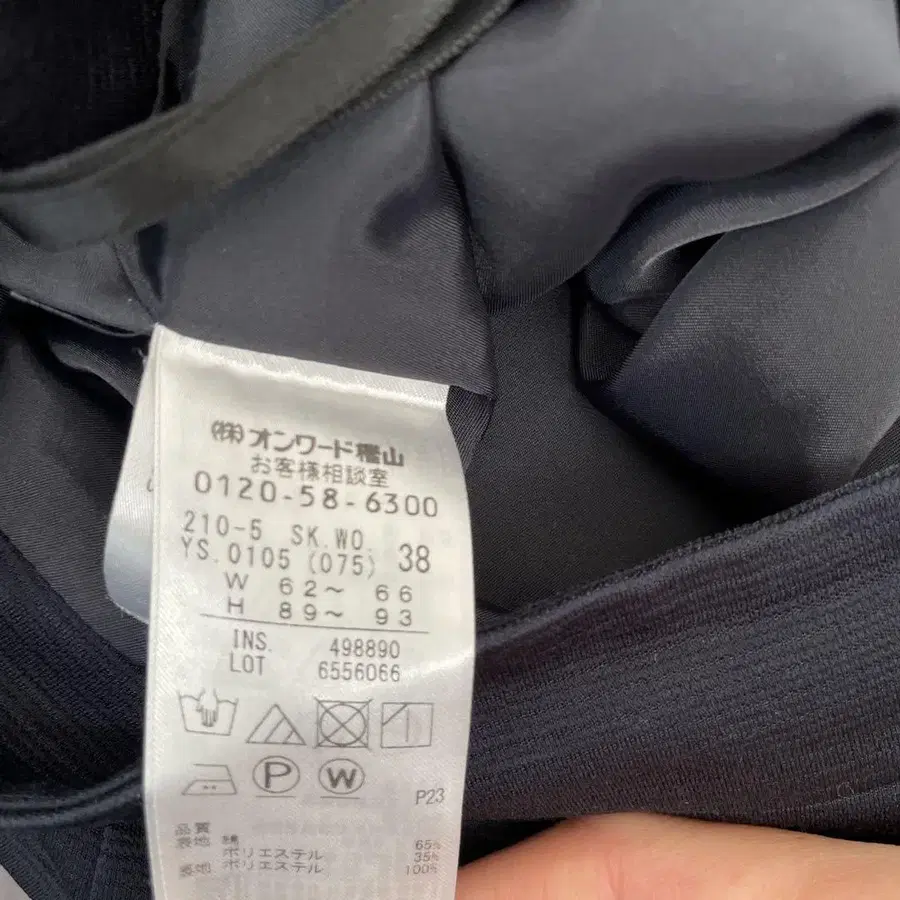 ㈱オンワード樫山
お客様相談室
0120-58-6300
210-5 SK.WO.
YS.0105 (075) 38
W 62〜 66
H 89〜 93
INS. 498890
LOT 6556066
P W
P23
品質
表地 綿 65%
ポリエステル 35%
裏地 ポリエステル 100%